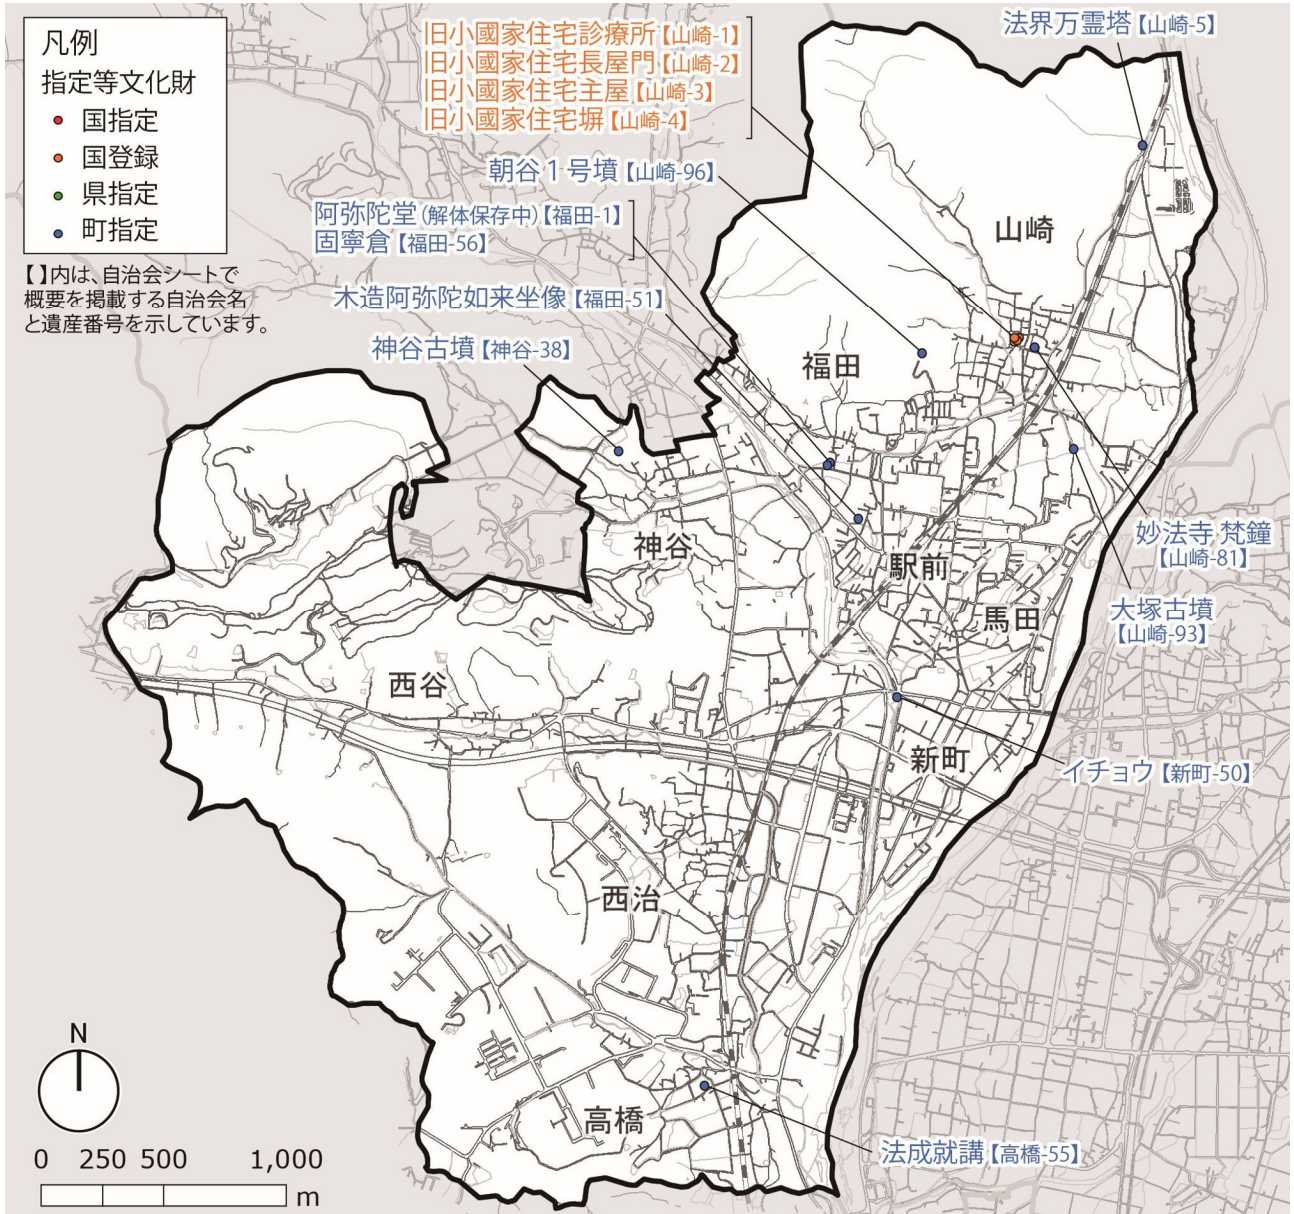 凡例
指定等文化財
国指定
国登録
県指定
町指定
【】内は、自治会シートで
概要を掲載する自治会名
と遺産番号を示しています。
旧小國家住宅診療所【山崎-1】
旧小國家住宅長屋門【山崎-2】
旧小國家住宅主屋【山崎-3】
旧小國家住宅塀【山崎-4】
法界万霊塔【山崎-5】
朝谷1号墳【山崎-96】
阿弥陀堂(解体保存中)【福田-1】
固寧倉【福田-56】
木造阿弥陀如来坐像【福田-51】
神谷古墳【神谷-38】
山崎
福田
神谷
駅前
馬田
妙法寺 梵鐘
【山崎-81】
大塚古墳
【山崎-93】
西谷
新町
イチョウ【新町-50】
西治
高橋
法成就講【高橋-55】
N
0 250 500 1,000
m